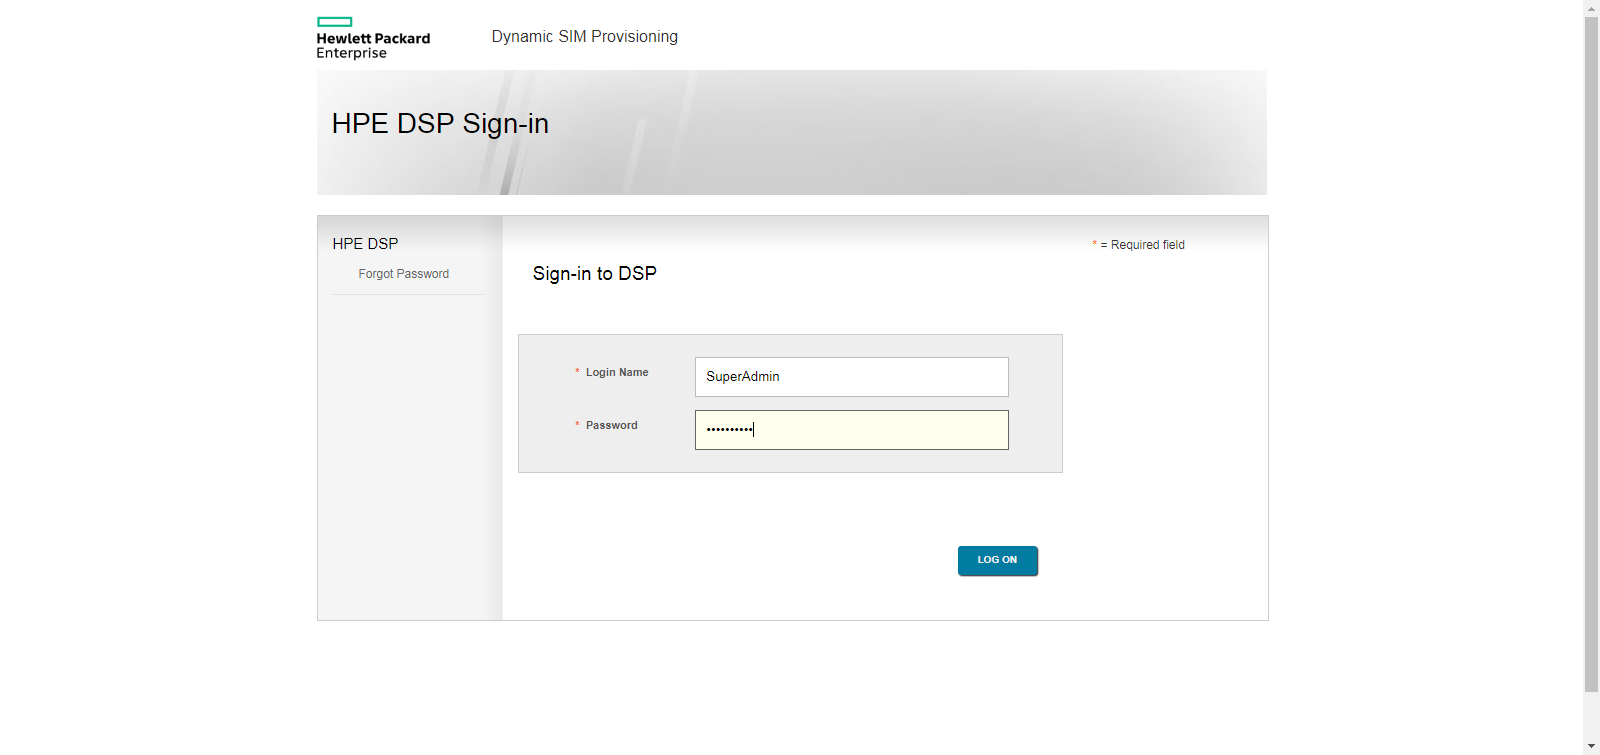 Hewlett Packard
Enterprise
Dynamic SIM Provisioning
HPE DSP Sign-in
HPE DSP
Forgot Password
* = Required field
Sign-in to DSP
* Login Name
SuperAdmin
* Password
••••••••••
LOG ON